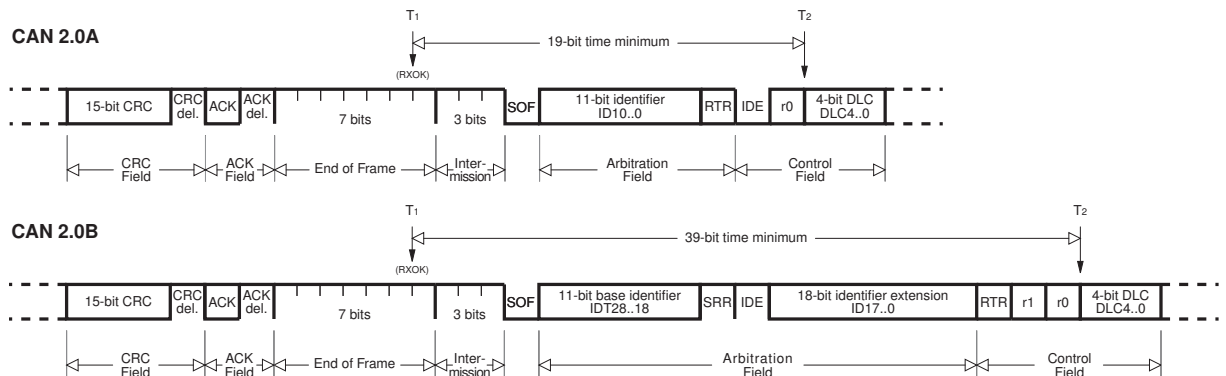 T1
T2
CAN 2.0A
19-bit time minimum
(RXOK)
15-bit CRC
CRC
del.
ACK
ACK
del.
7 bits
3 bits
SOF
11-bit identifier
ID10..0
RTR
IDE
r0
4-bit DLC
DLC4..0
CRC
Field
ACK
Field
End of Frame
Inter-
mission
Arbitration
Field
Control
Field
T1
T2
CAN 2.0B
39-bit time minimum
(RXOK)
15-bit CRC
CRC
del.
ACK
ACK
del.
7 bits
3 bits
SOF
11-bit base identifier
IDT28..18
SRR
IDE
18-bit identifier extension
ID17..0
RTR
r1
r0
4-bit DLC
DLC4..0
CRC
Field
ACK
Field
End of Frame
Inter-
mission
Arbitration
Field
Control
Field